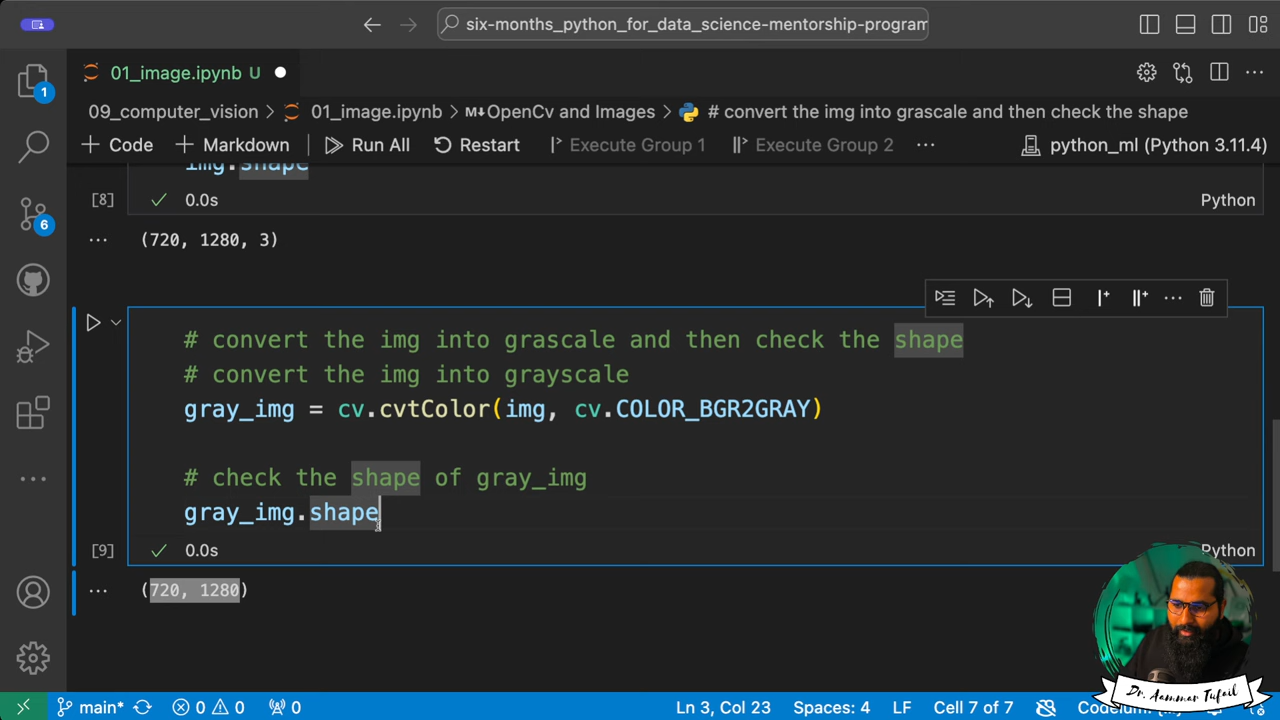 six-months_python_for_data_science-mentorship-program
01_image.ipynb U
09_computer_vision > 01_image.ipynb > M↓OpenCv and Images > # convert the img into grascale and then check the shape
+ Code + Markdown Run All Restart Execute Group 1 Execute Group 2 ... python_ml (Python 3.11.4)
img.shape
[8] 0.0s Python
... (720, 1280, 3)
1
6
# convert the img into grascale and then check the shape
# convert the img into grayscale
gray_img = cv.cvtColor(img, cv.COLOR_BGR2GRAY)
# check the shape of gray_img
gray_img.shape
[9] 0.0s Python
... (720, 1280)
Dr. Aammar Tufail
main* 0 0 0 Ln 3, Col 23 Spaces: 4 LF Cell 7 of 7